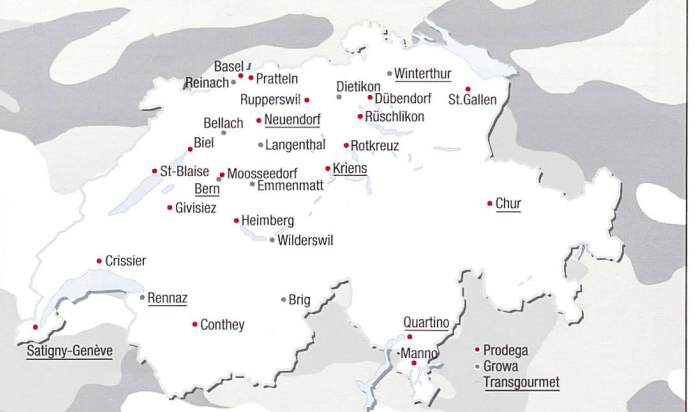 Basel
Reinach
Pratteln
Winterthur
Dietikon
Rupperswil
Dübendorf
St.Gallen
Bellach
Neuendorf
Rüschlikon
Biel
Langenthal
Rotkreuz
St-Blaise
Moosseedorf
Kriens
Bern
Emmenmatt
Givisiez
Chur
Heimberg
Wilderswil
Crissier
Rennaz
Brig
Conthey
Quartino
Satigny-Genève
Manno
Prodega
Growa
Transgourmet